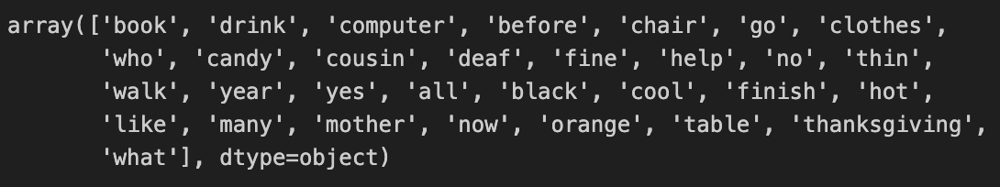 array(['book', 'drink', 'computer', 'before', 'chair', 'go', 'clothes',
'who', 'candy', 'cousin', 'deaf', 'fine', 'help', 'no', 'thin',
'walk', 'year', 'yes', 'all', 'black', 'cool', 'finish', 'hot',
'like', 'many', 'mother', 'now', 'orange', 'table', 'thanksgiving',
'what'], dtype=object)